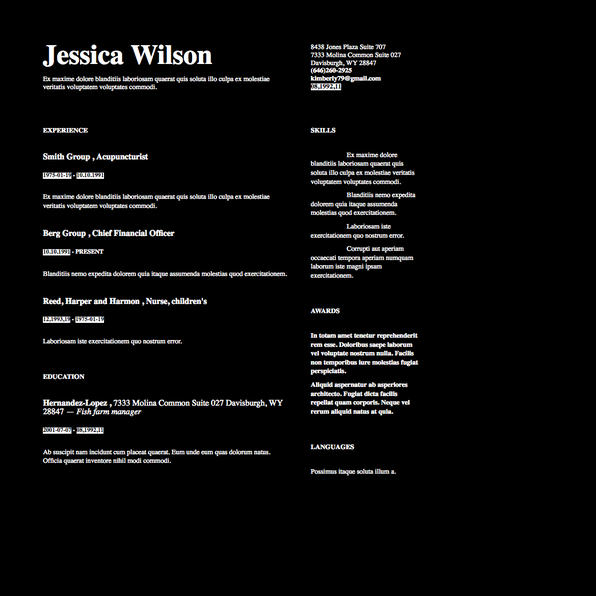 Jessica Wilson
Ex maxime dolore blanditiis laboriosam quaerat quis soluta illo culpa ex molestiae
veritatis voluptatem voluptates commodi.
8438 Jones Plaza Suite 707
7333 Molina Common Suite 027
Davisburgh, WY 28847
(646)260-2925
kimberly79@gmail.com
08.1992.11
EXPERIENCE
Smith Group , Acupuncturist
1975-01-19 - 10.10.1991
Ex maxime dolore blanditiis laboriosam quaerat quis soluta illo culpa ex molestiae
veritatis voluptatem voluptates commodi.
Berg Group , Chief Financial Officer
10.10.1991 - PRESENT
Blanditiis nemo expedita dolorem quia itaque assumenda molestias quod exercitationem.
Reed, Harper and Harmon , Nurse, children's
12.1993.19 - 1975-01-19
Laboriosam iste exercitationem quo nostrum error.
EDUCATION
Hernandez-Lopez , 7333 Molina Common Suite 027 Davisburgh, WY
28847 — Fish farm manager
2001-07-07 - 08.1992.11
Ab suscipit nam incidunt cum placeat quaerat. Eum unde eum quas dolorum natus.
Officia quaerat inventore nihil modi commodi.
SKILLS
Ex maxime dolore
blanditiis laboriosam quaerat quis
soluta illo culpa ex molestiae veritatis
voluptatem voluptates commodi.
Blanditiis nemo expedita
dolorem quia itaque assumenda
molestias quod exercitationem.
Laboriosam iste
exercitationem quo nostrum error.
Corrupti aut aperiam
occaecati tempora aperiam numquam
laborum iste magni ipsam
exercitationem.
AWARDS
In totam amet tenetur reprehenderit
rem esse. Doloribus saepe laborum
vel voluptate nostrum nulla. Facilis
non temporibus iure molestias fugiat
perspiciatis.
Aliquid aspernatur ab asperiores
architecto. Fugiat dicta facilis
repellat quam corporis. Neque vel
rerum aliquid natus at quia.
LANGUAGES
Possimus itaque soluta illum a.